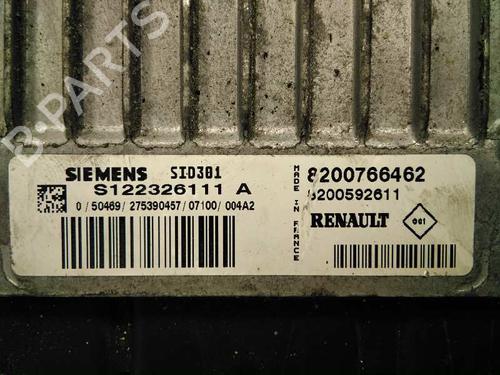 B-PARTS
SIEMENS SID301
S122326111 A
0 / 50469 / 275390457 / 07100 / 004A2
MADE IN FRANCE
8200766462
8200592611
RENAULT
001